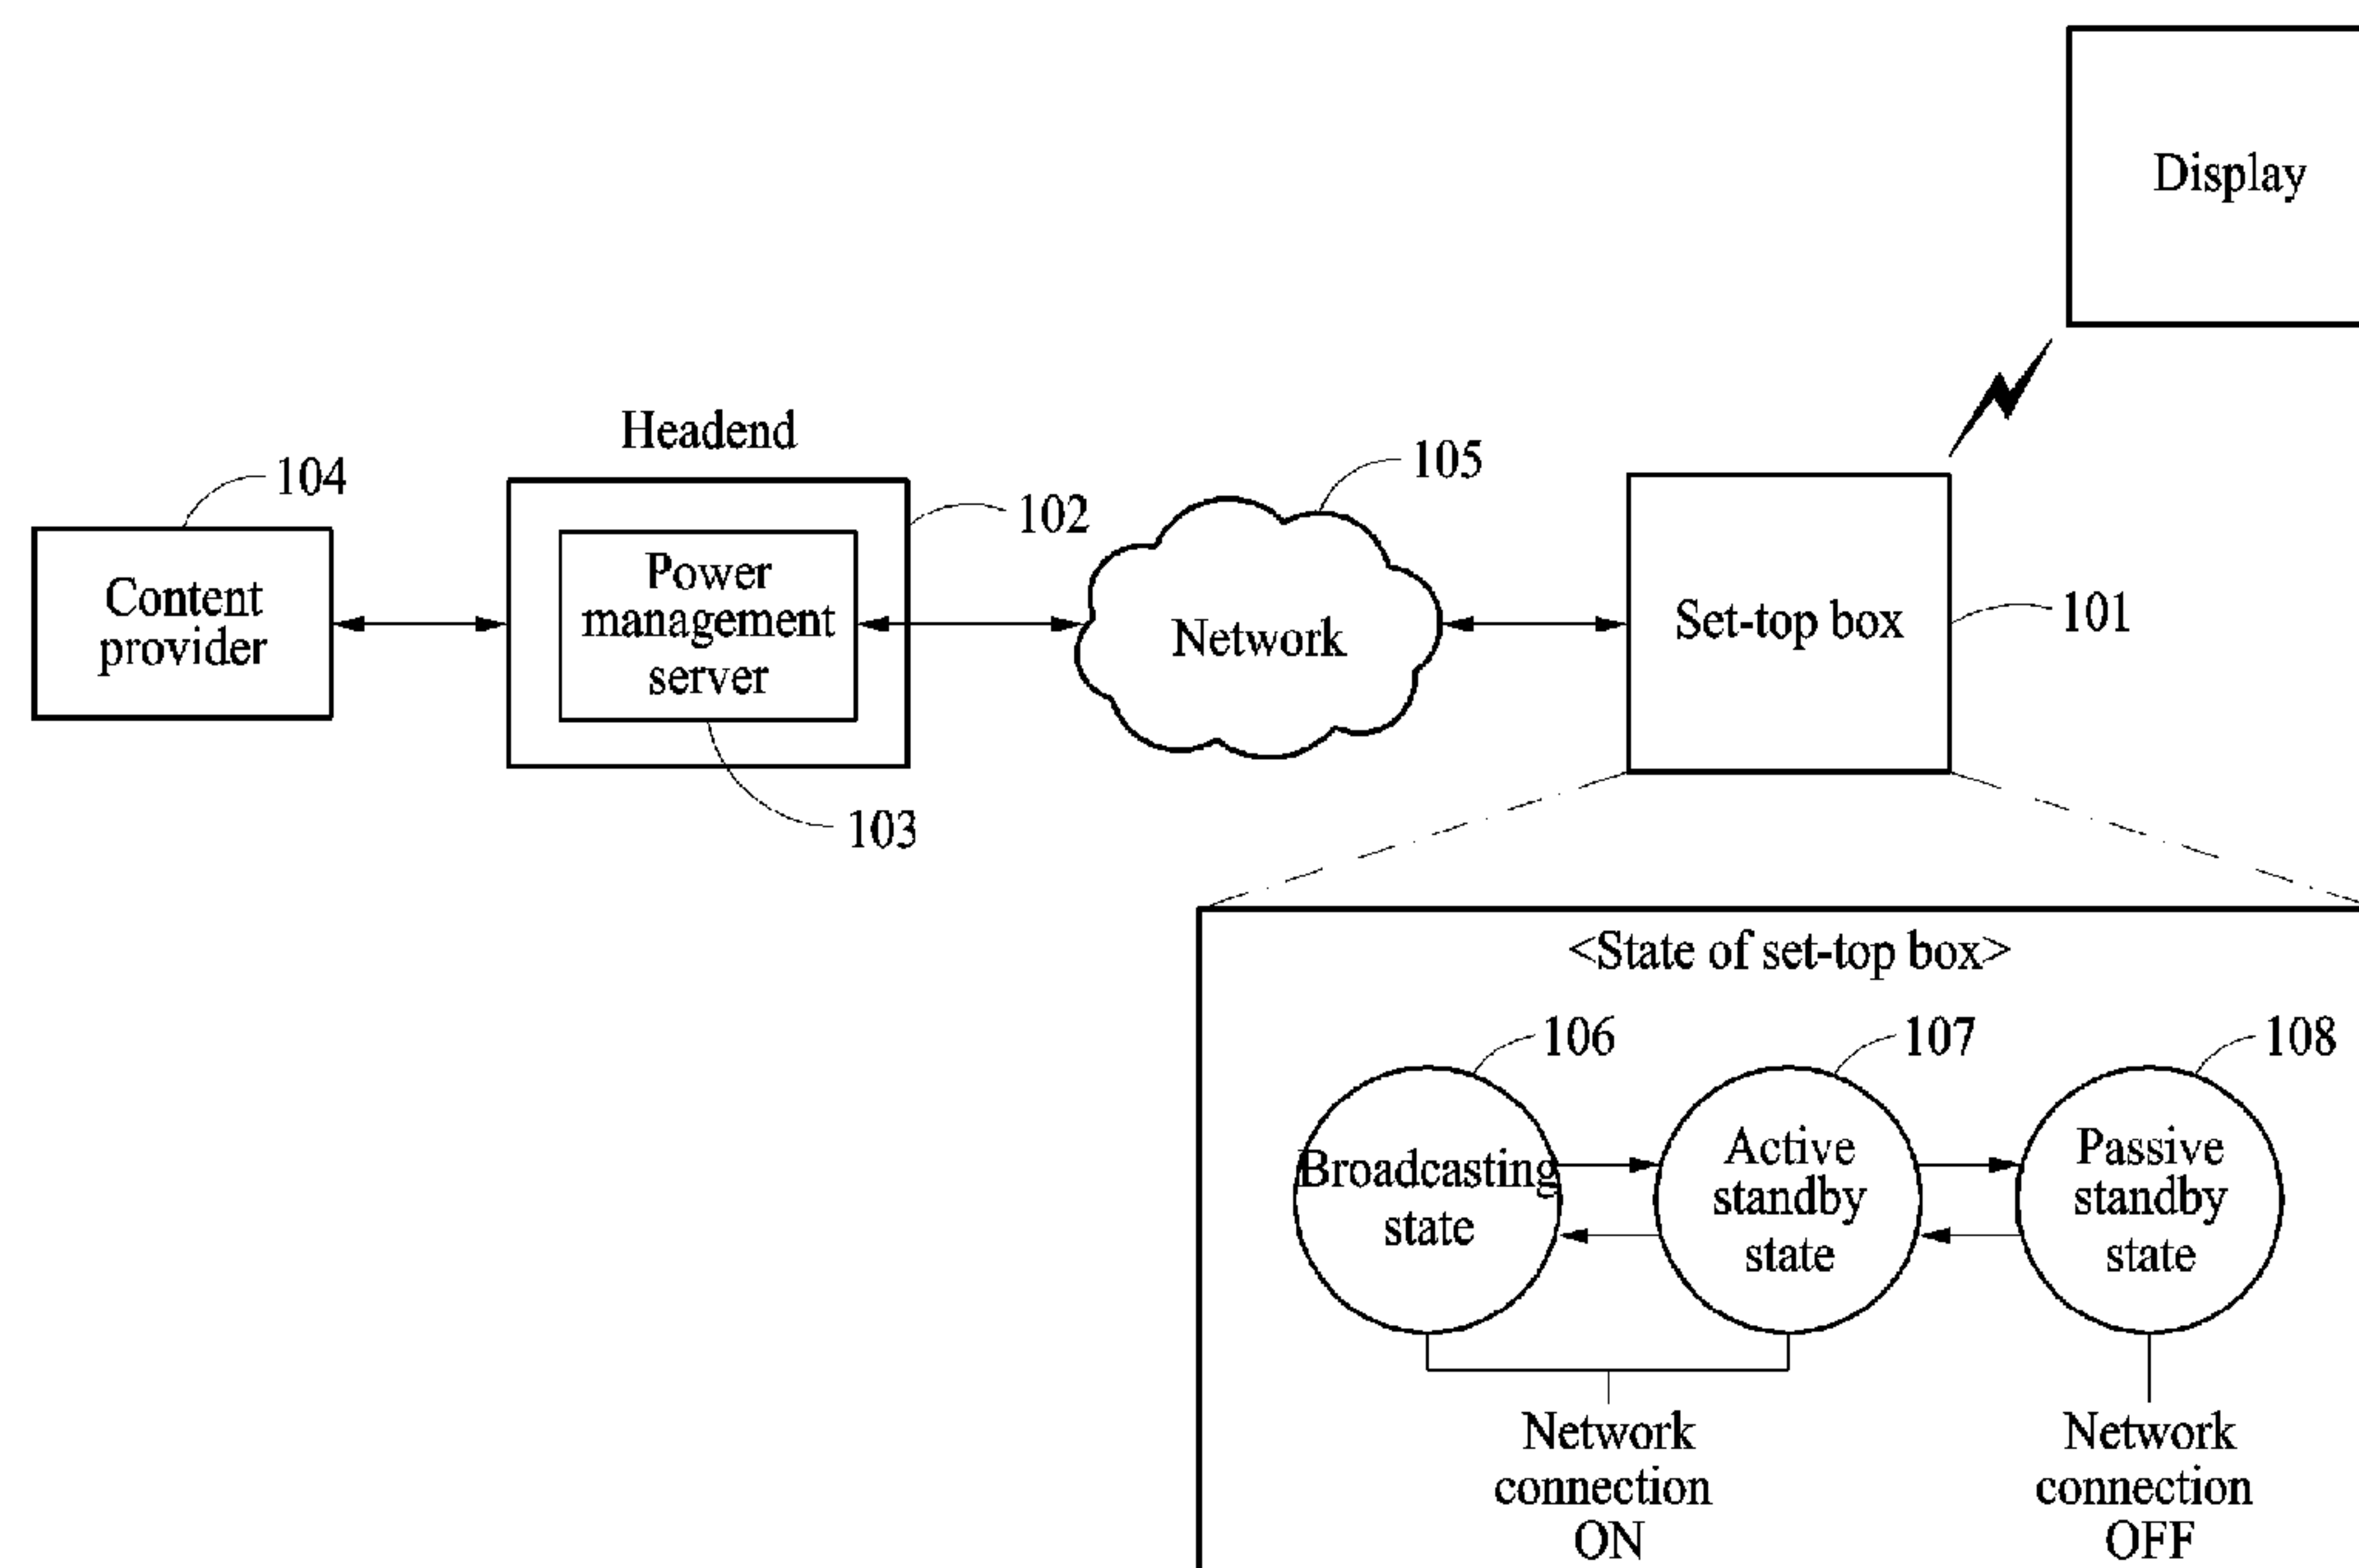 Display
Headend
104
102
105
Content
provider
Power
management
server
Network
Set-top box
101
103
<State of set-top box>
106
107
108
Broadcasting
state
Active
standby
state
Passive
standby
state
Network
connection
ON
Network
connection
OFF